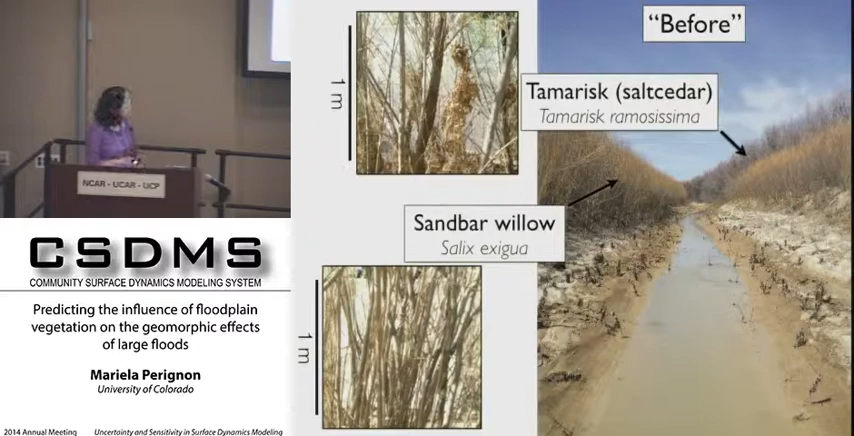 NCAR - UCAR - UCP
CSDMS
COMMUNITY SURFACE DYNAMICS MODELING SYSTEM
Predicting the influence of floodplain
vegetation on the geomorphic effects
of large floods
Mariela Perignon
University of Colorado
2014 Annual Meeting
Uncertainty and Sensitivity in Surface Dynamics Modeling
1 m
1 m
"Before"
Tamarisk (saltcedar)
Tamarisk ramosissima
Sandbar willow
Salix exigua